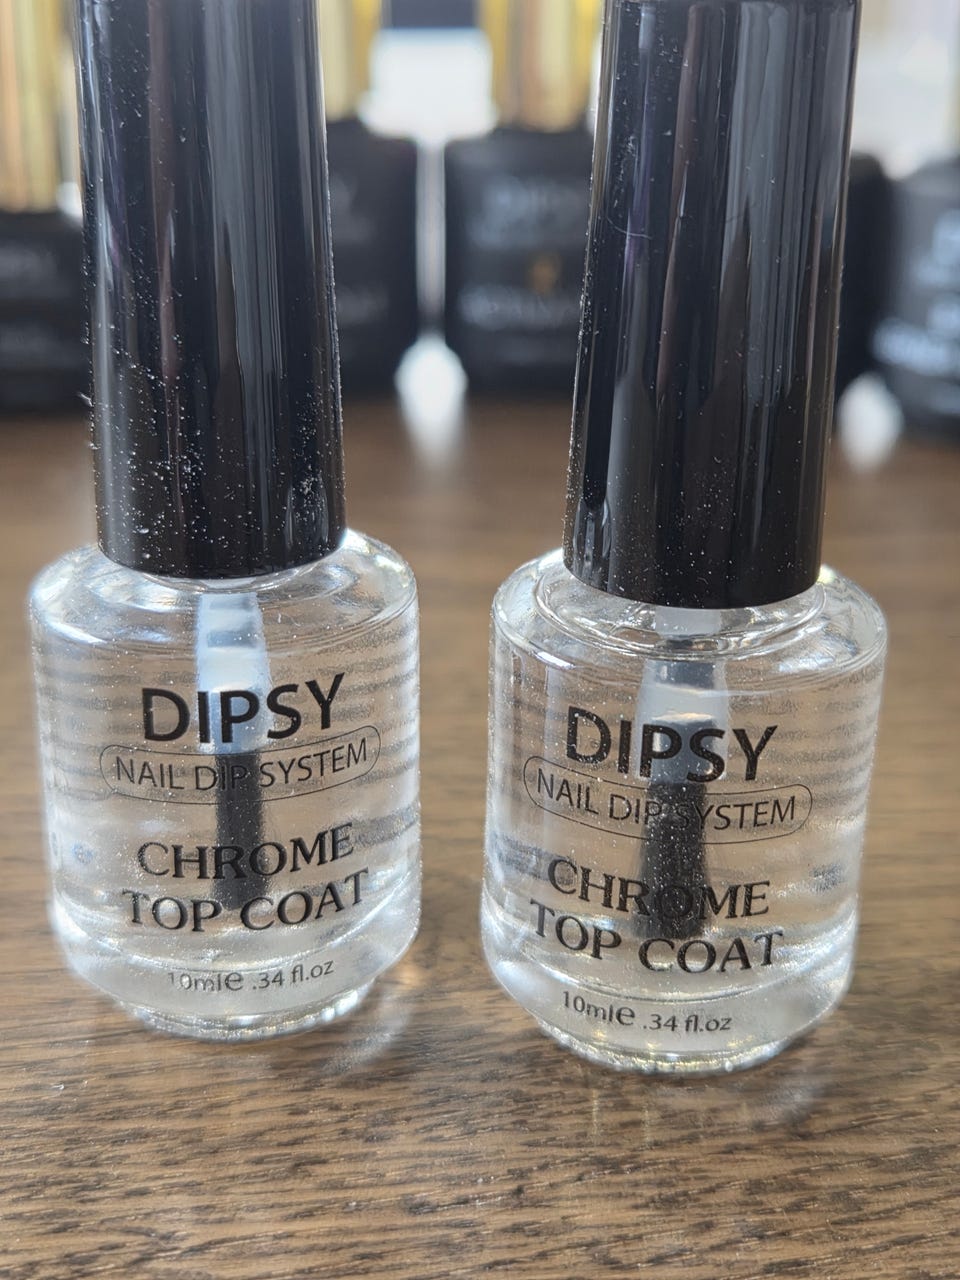 DIPSY
NAIL DIP SYSTEM
CHROME
TOP COAT
10ml℮ .34 fl.oz
DIPSY
NAIL DIP SYSTEM
CHROME
TOP COAT
10ml℮ .34 fl.oz
DIPSY